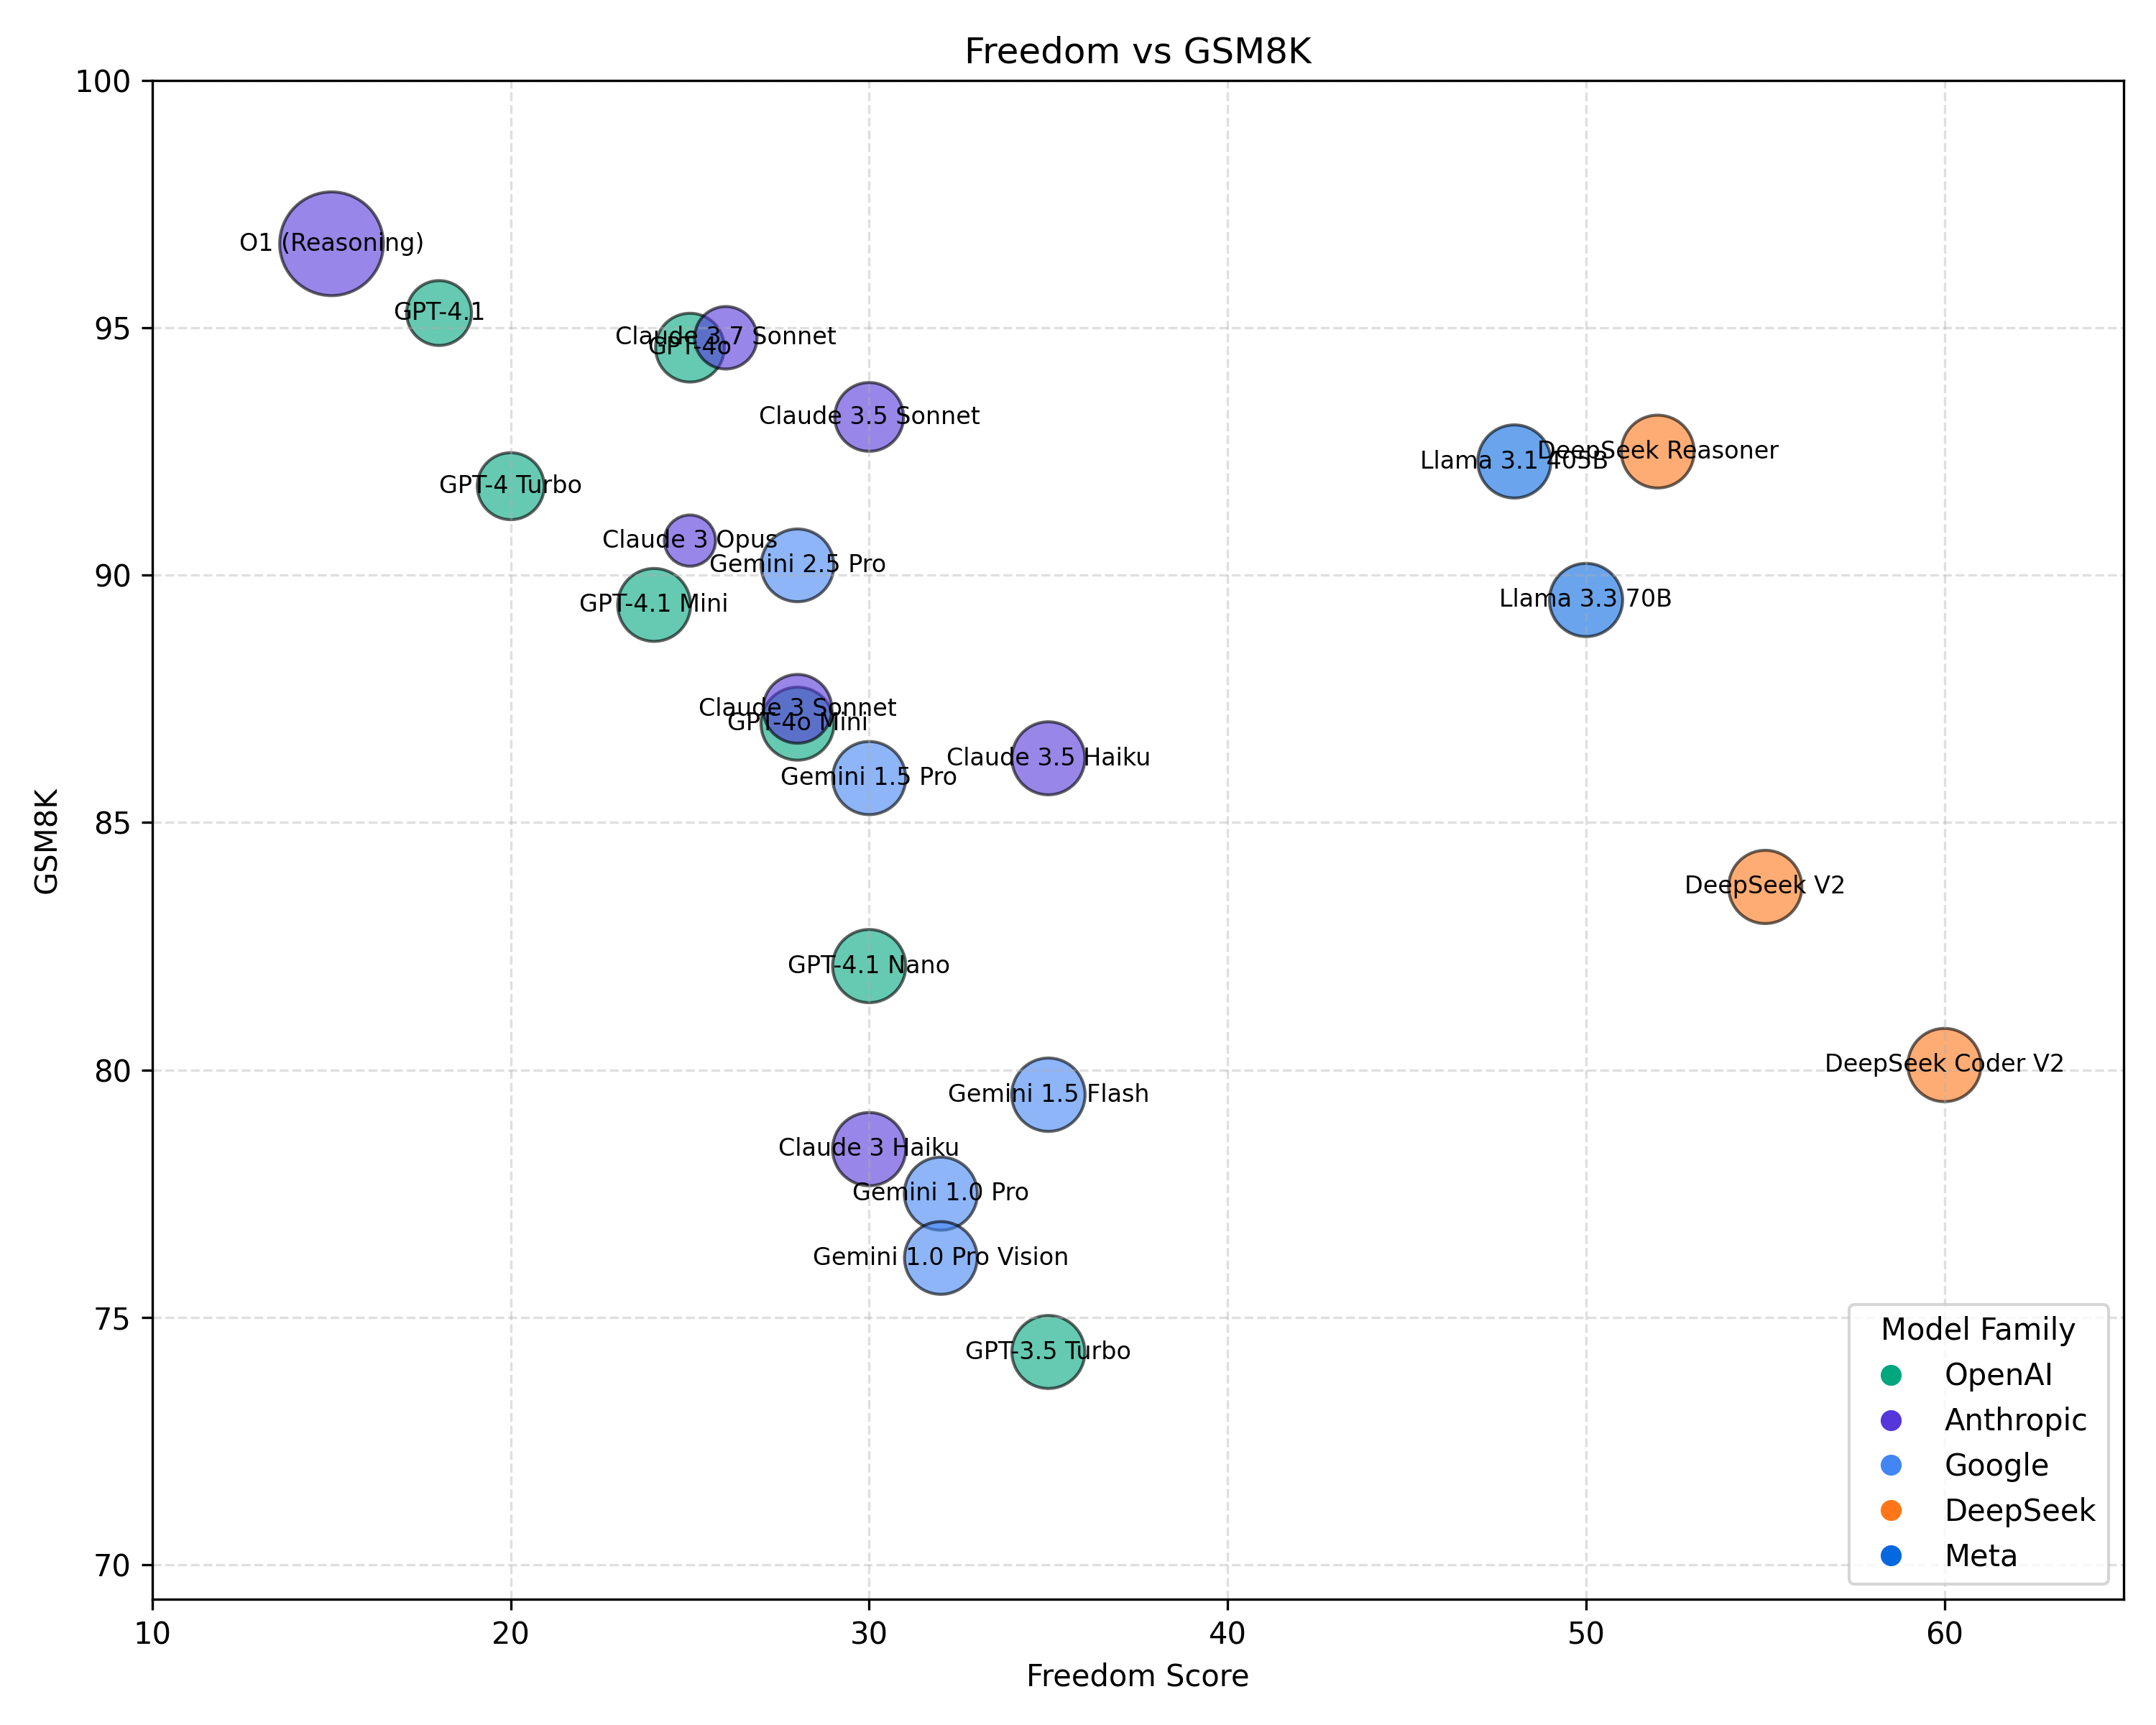 Freedom vs GSM8K
100
95
90
85
80
75
70
GSM8K
O1 (Reasoning)
GPT-4.1
Claude 3.7 Sonnet
GPT-4o
Claude 3.5 Sonnet
DeepSeek Reasoner
Llama 3.1 405B
GPT-4 Turbo
Claude 3 Opus
Gemini 2.5 Pro
GPT-4.1 Mini
Llama 3.3 70B
Claude 3 Sonnet
GPT-4o Mini
Claude 3.5 Haiku
Gemini 1.5 Pro
DeepSeek V2
GPT-4.1 Nano
DeepSeek Coder V2
Gemini 1.5 Flash
Claude 3 Haiku
Gemini 1.0 Pro
Gemini 1.0 Pro Vision
GPT-3.5 Turbo
Model Family
OpenAI
Anthropic
Google
DeepSeek
Meta
10 20 30 40 50 60
Freedom Score